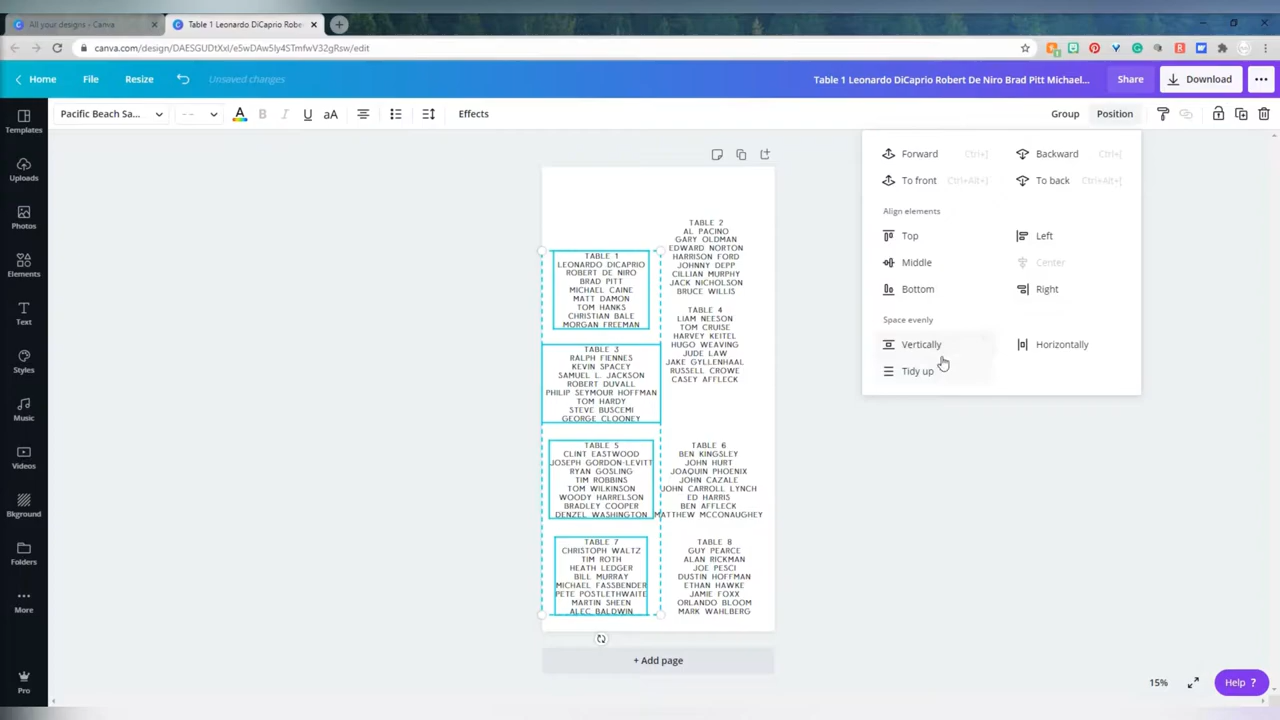 All your designs - Canva
Table 1 Leonardo DiCaprio Robe
canva.com/design/DAESGUDtXxI/e5wDAw5Iy4STmfwV32gRsw/edit
Home
File
Resize
Unsaved changes
Table 1 Leonardo DiCaprio Robert De Niro Brad Pitt Michael...
Share
Download
Pacific Beach Sa...
- -
A
B
I
U
aA
Effects
Group
Position
Templates
Uploads
Photos
Elements
Text
Styles
Music
Videos
Bkground
Folders
More
Pro
TABLE 1
LEONARDO DICAPRIO
ROBERT DE NIRO
BRAD PITT
MICHAEL CAINE
MATT DAMON
TOM HANKS
CHRISTIAN BALE
MORGAN FREEMAN
TABLE 2
AL PACINO
GARY OLDMAN
EDWARD NORTON
HARRISON FORD
JOHNNY DEPP
CILLIAN MURPHY
JACK NICHOLSON
BRUCE WILLIS
TABLE 3
RALPH FIENNES
KEVIN SPACEY
SAMUEL L. JACKSON
ROBERT DUVALL
PHILIP SEYMOUR HOFFMAN
TOM HARDY
STEVE BUSCEMI
GEORGE CLOONEY
TABLE 4
LIAM NEESON
TOM CRUISE
HARVEY KEITEL
HUGO WEAVING
JUDE LAW
JAKE GYLLENHAAL
RUSSELL CROWE
CASEY AFFLECK
TABLE 5
CLINT EASTWOOD
JOSEPH GORDON-LEVITT
RYAN GOSLING
TIM ROBBINS
TOM WILKINSON
WOODY HARRELSON
BRADLEY COOPER
DENZEL WASHINGTON
TABLE 6
BEN KINGSLEY
JOHN HURT
JOAQUIN PHOENIX
JOHN CAZALE
JOHN CARROLL LYNCH
ED HARRIS
BEN AFFLECK
MATTHEW MCCONAUGHEY
TABLE 7
CHRISTOPH WALTZ
TIM ROTH
HEATH LEDGER
BILL MURRAY
MICHAEL FASSBENDER
PETE POSTLETHWAITE
MARTIN SHEEN
ALEC BALDWIN
TABLE 8
GUY PEARCE
ALAN RICKMAN
JOE PESCI
DUSTIN HOFFMAN
ETHAN HAWKE
JAMIE FOXX
ORLANDO BLOOM
MARK WAHLBERG
+ Add page
Forward Ctrl+]
Backward Ctrl+[
To front Ctrl+Alt+]
To back Ctrl+Alt+[
Align elements
Top
Left
Middle
Center
Bottom
Right
Space evenly
Vertically
Horizontally
Tidy up
15%
Help ?